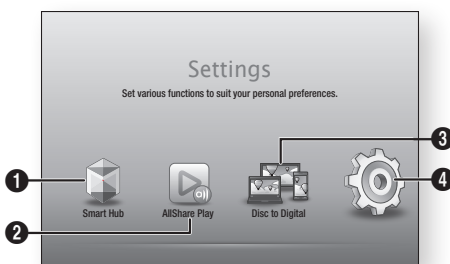 Settings
Set various functions to suit your personal preferences.
3
1
4
Smart Hub
AllShare Play
Disc to Digital
2